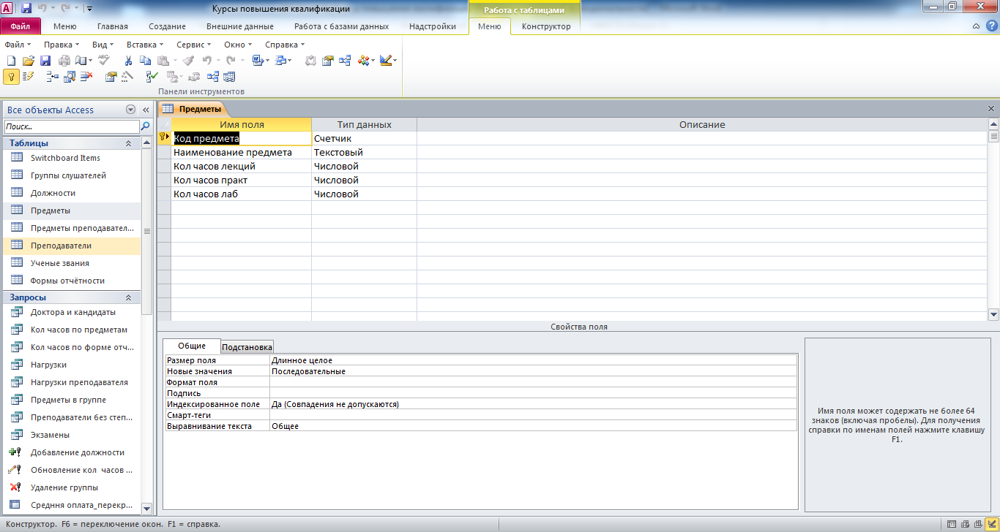 Курсы повышения квалификации
Работа с таблицами
Файл Меню Главная Создание Внешние данные Работа с базами данных Надстройки Меню Конструктор
Файл Правка Вид Вставка Сервис Окно Справка
Панели инструментов
Все объекты Access
Поиск...
Таблицы
Switchboard Items
Группы слушателей
Должности
Предметы
Предметы преподавател...
Преподаватели
Ученые звания
Формы отчётности
Запросы
Доктора и кандидаты
Кол часов по предметам
Кол часов по форме отч...
Нагрузки
Нагрузки преподавателя
Предметы в группе
Преподаватели без степ...
Экзамены
Добавление должности
Обновление кол часов ...
Удаление группы
Средння оплата_перекр...
Предметы
Имя поля Тип данных Описание
Код предмета Счетчик
Наименование предмета Текстовый
Кол часов лекций Числовой
Кол часов практ Числовой
Кол часов лаб Числовой
Свойства поля
Общие Подстановка
Размер поля Длинное целое
Новые значения Последовательные
Формат поля
Подпись
Индексированное поле Да (Совпадения не допускаются)
Смарт-теги
Выравнивание текста Общее
Имя поля может содержать не более 64
знаков (включая пробелы). Для получения
справки по именам полей нажмите клавишу
F1.
Конструктор. F6 = переключение окон. F1 = справка.